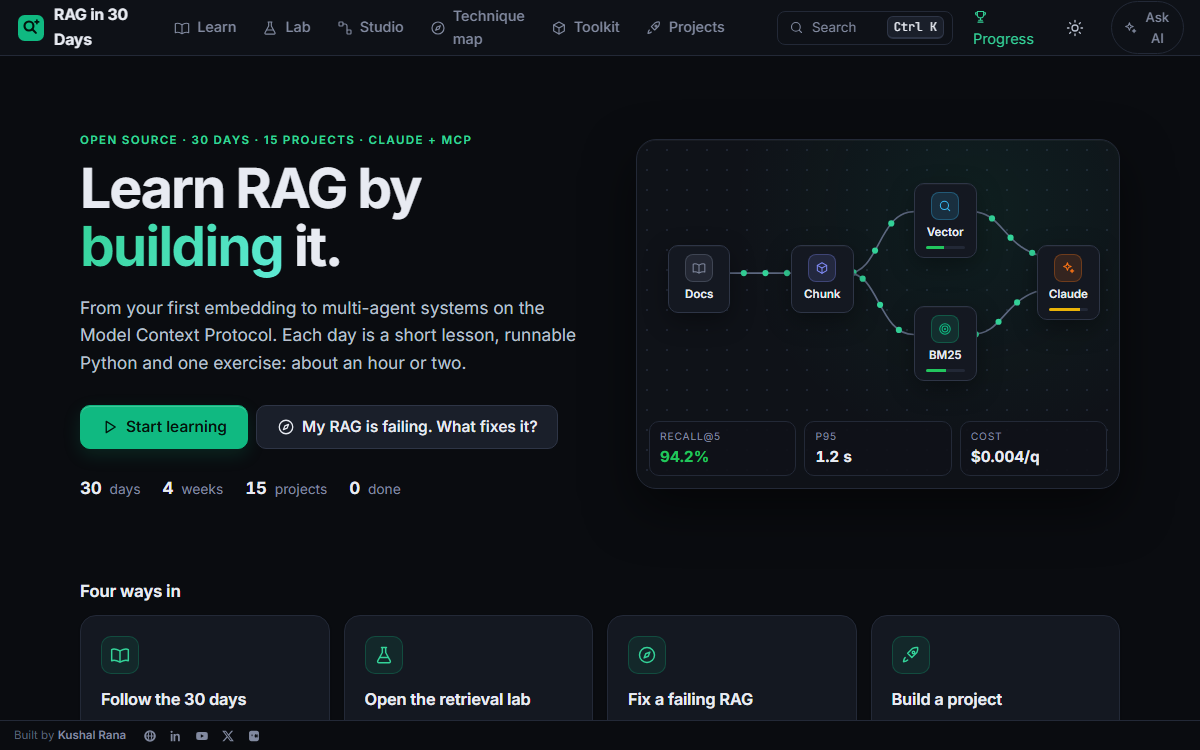 RAG in 30
Days
Learn
Lab
Studio
Technique
map
Toolkit
Projects
Search
Ctrl K
Progress
Ask
AI
OPEN SOURCE · 30 DAYS · 15 PROJECTS · CLAUDE + MCP
Learn RAG by
building it.
From your first embedding to multi-agent systems on the
Model Context Protocol. Each day is a short lesson, runnable
Python and one exercise: about an hour or two.
Start learning
My RAG is failing. What fixes it?
30 days
4 weeks
15 projects
0 done
Docs
Chunk
Vector
BM25
Claude
RECALL@5
94.2%
P95
1.2 s
COST
$0.004/q
Four ways in
Follow the 30 days
Open the retrieval lab
Fix a failing RAG
Build a project
Built by Kushal Rana